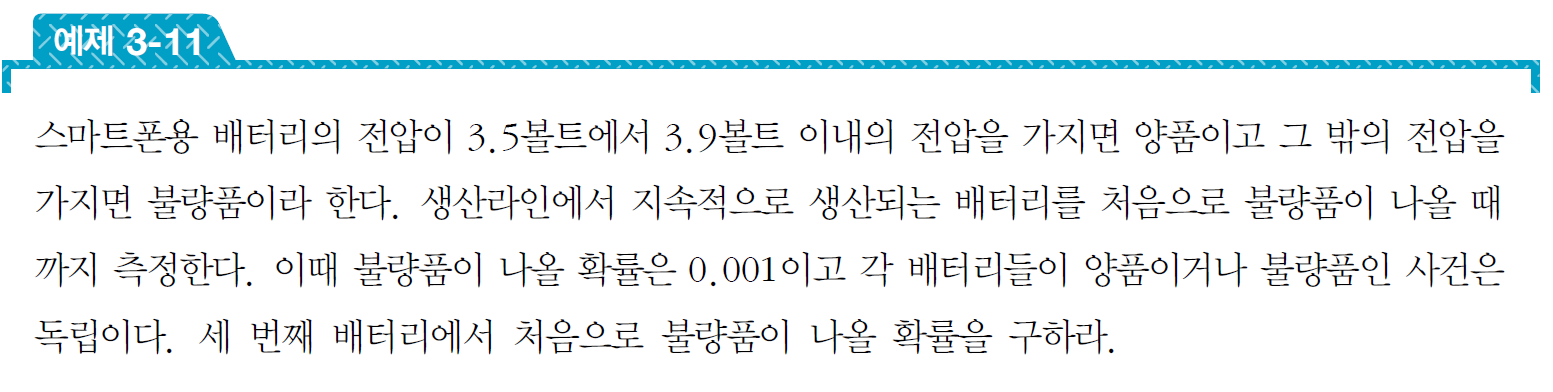 예제 3-11
스마트폰용 배터리의 전압이 3.5볼트에서 3.9볼트 이내의 전압을 가지면 양품이고 그 밖의 전압을
가지면 불량품이라 한다. 생산라인에서 지속적으로 생산되는 배터리를 처음으로 불량품이 나올 때
까지 측정한다. 이때 불량품이 나올 확률은 0.001이고 각 배터리들이 양품이거나 불량품인 사건은
독립이다. 세 번째 배터리에서 처음으로 불량품이 나올 확률을 구하라.